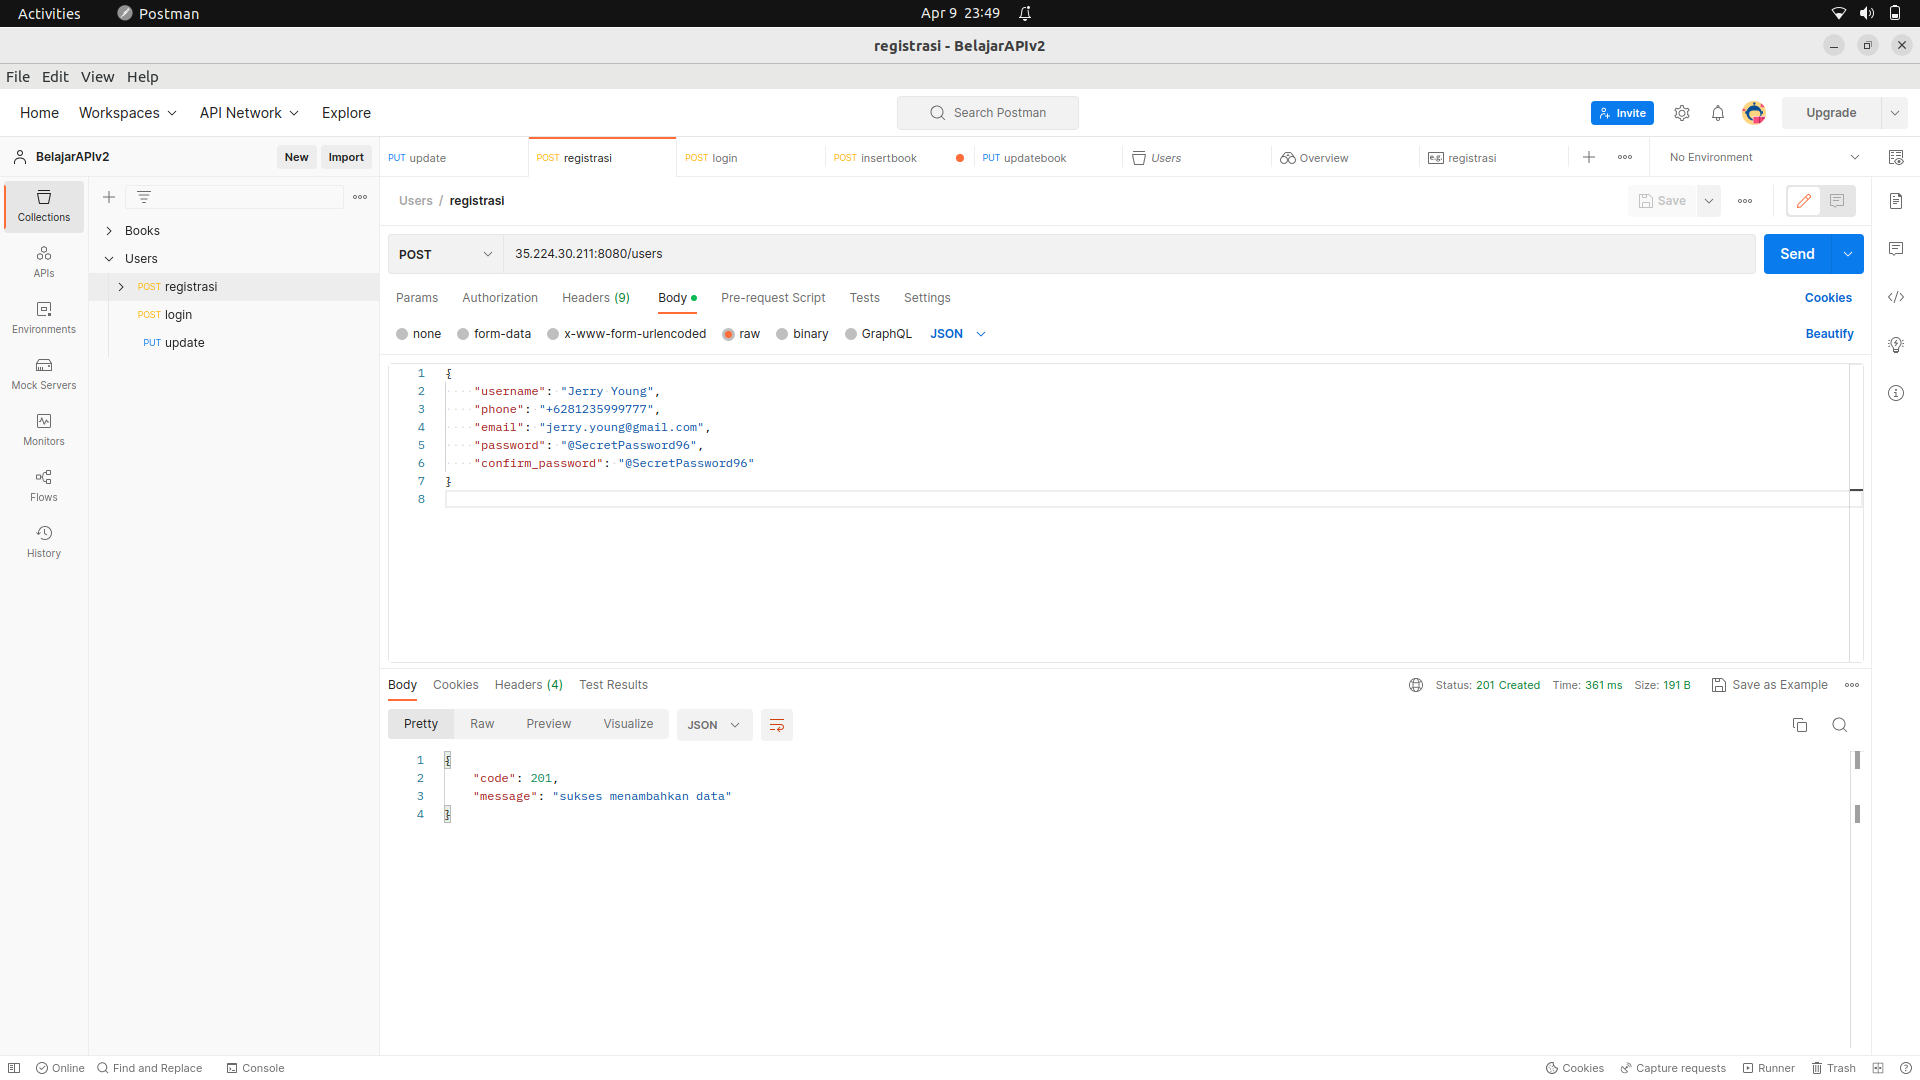 Activities Postman Apr 9 23:49
registrasi - BelajarAPIv2
File Edit View Help
Home Workspaces API Network Explore Search Postman Invite Upgrade
BelajarAPIv2 New Import PUT update POST registrasi POST login POST insertbook PUT updatebook Users Overview e.g. registrasi No Environment
Collections
APIs
Environments
Mock Servers
Monitors
Flows
History
Books
Users
POST registrasi
POST login
PUT update
Users / registrasi Save
POST 35.224.30.211:8080/users Send
Params Authorization Headers (9) Body Pre-request Script Tests Settings Cookies
none form-data x-www-form-urlencoded raw binary GraphQL JSON Beautify
1 {
2 "username": "Jerry Young",
3 "phone": "+6281235999777",
4 "email": "jerry.young@gmail.com",
5 "password": "@SecretPassword96",
6 "confirm_password": "@SecretPassword96"
7 }
8
Body Cookies Headers (4) Test Results Status: 201 Created Time: 361 ms Size: 191 B Save as Example
Pretty Raw Preview Visualize JSON
1 {
2 "code": 201,
3 "message": "sukses menambahkan data"
4 }
Online Find and Replace Console Cookies Capture requests Runner Trash